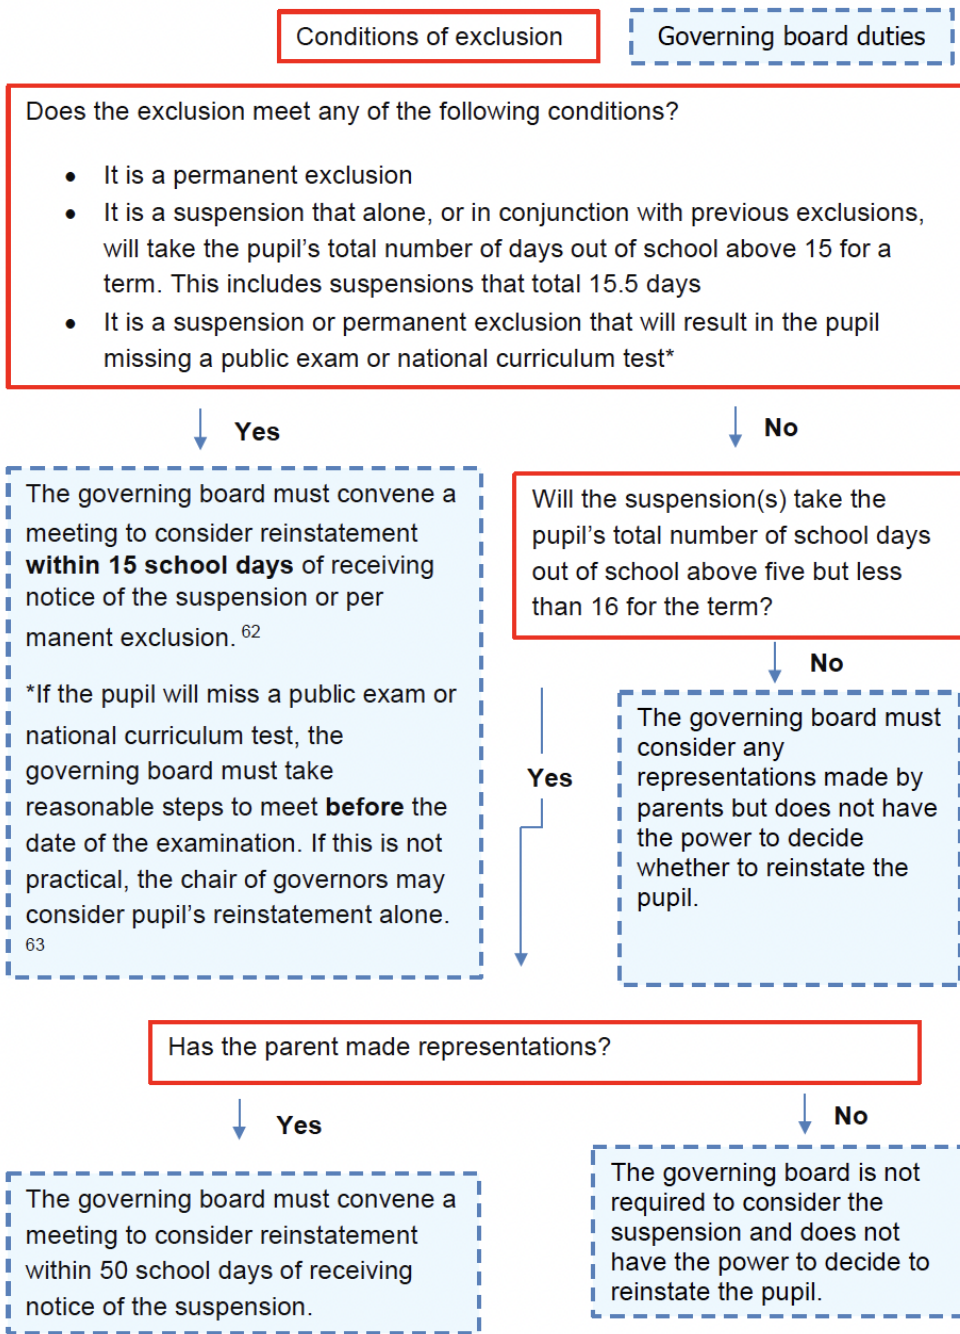 Conditions of exclusion
Governing board duties
Does the exclusion meet any of the following conditions?
• It is a permanent exclusion
• It is a suspension that alone, or in conjunction with previous exclusions,
will take the pupil's total number of days out of school above 15 for a
term. This includes suspensions that total 15.5 days
• It is a suspension or permanent exclusion that will result in the pupil
missing a public exam or national curriculum test*
Yes
No
The governing board must convene a
meeting to consider reinstatement
within 15 school days of receiving
notice of the suspension or per
manent exclusion. 62
*If the pupil will miss a public exam or
national curriculum test, the
governing board must take
reasonable steps to meet before the
date of the examination. If this is not
practical, the chair of governors may
consider pupil's reinstatement alone.
63
Will the suspension(s) take the
pupil's total number of school days
out of school above five but less
than 16 for the term?
No
Yes
The governing board must
consider any
representations made by
parents but does not have
the power to decide
whether to reinstate the
pupil.
Has the parent made representations?
Yes
No
The governing board must convene a
meeting to consider reinstatement
within 50 school days of receiving
notice of the suspension.
The governing board is not
required to consider the
suspension and does not
have the power to decide to
reinstate the pupil.